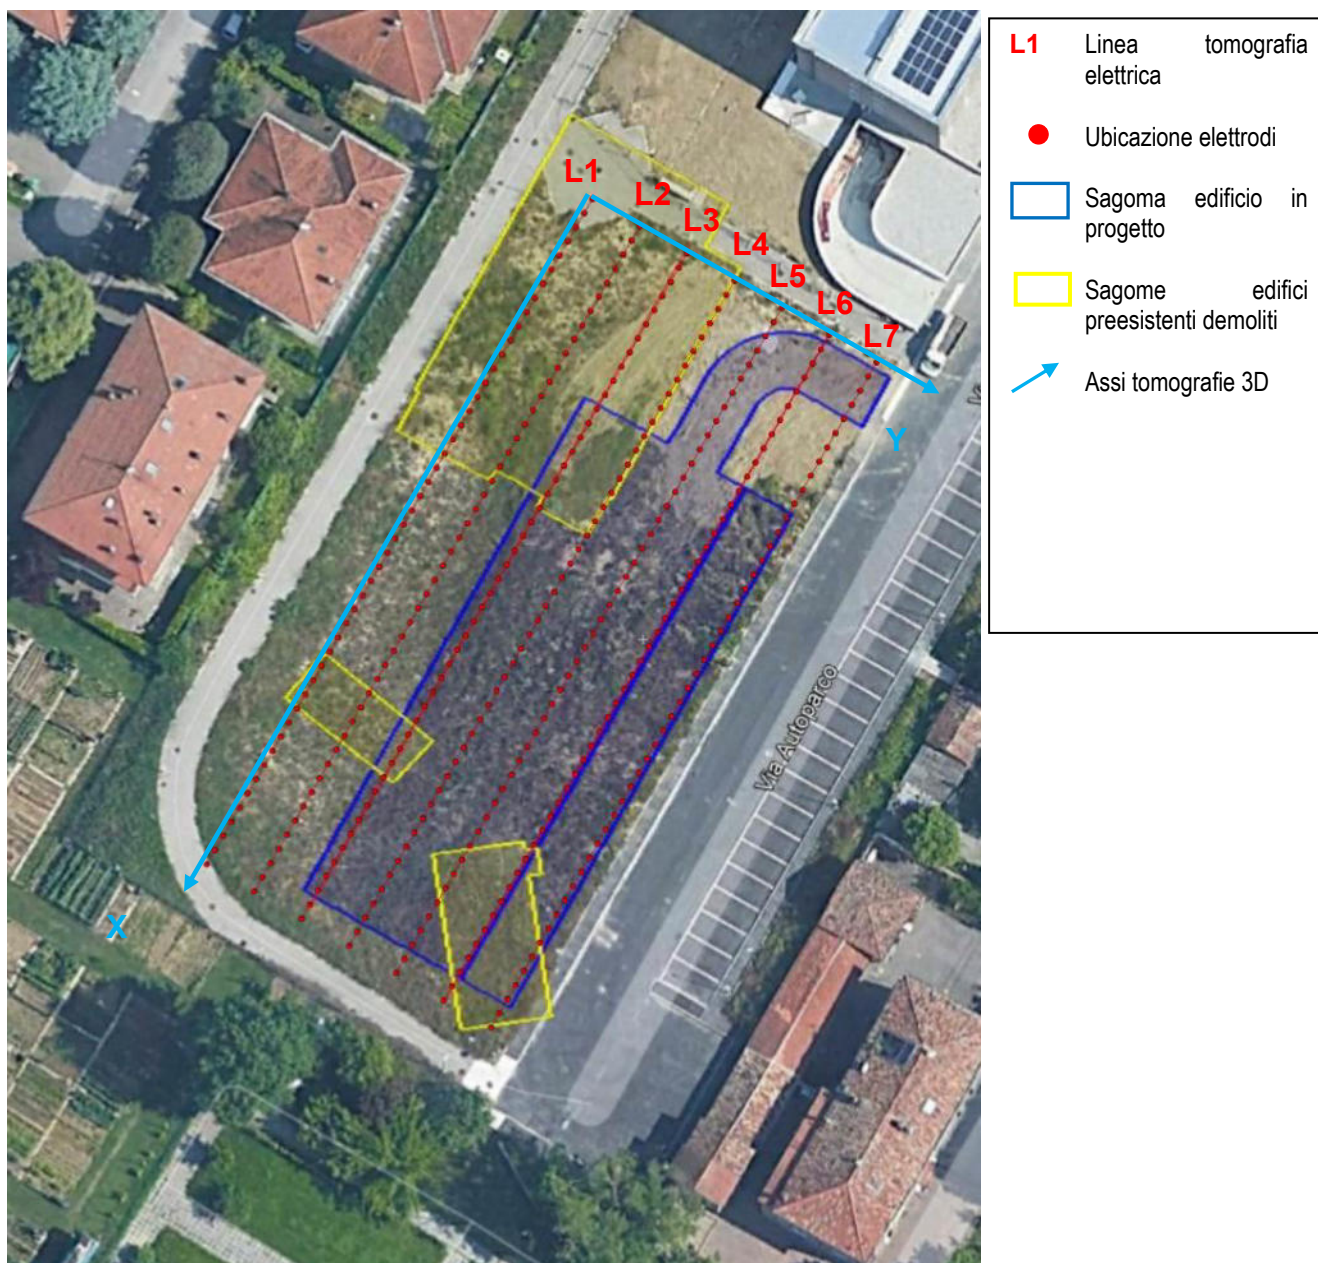 L1
L2
L3
L4
L5
L6
L7
Y
X
Via Autoparco
L1 Linea tomografia
elettrica
Ubicazione elettrodi
Sagoma edificio in
progetto
Sagome edifici
preesistenti demoliti
Assi tomografie 3D